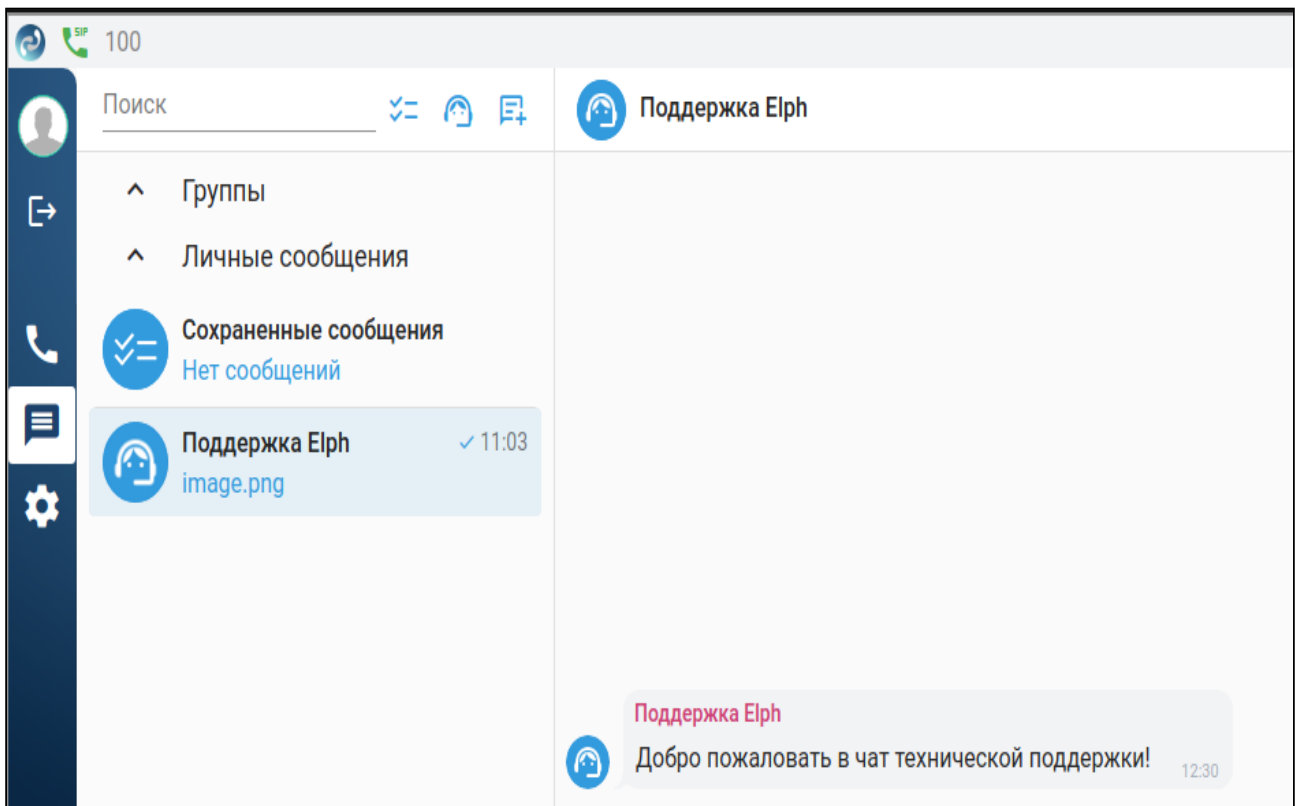 SIP 100
Поиск
Поддержка Elph
Группы
Личные сообщения
Сохраненные сообщения
Нет сообщений
Поддержка Elph 11:03
image.png
Поддержка Elph
Добро пожаловать в чат технической поддержки! 12:30